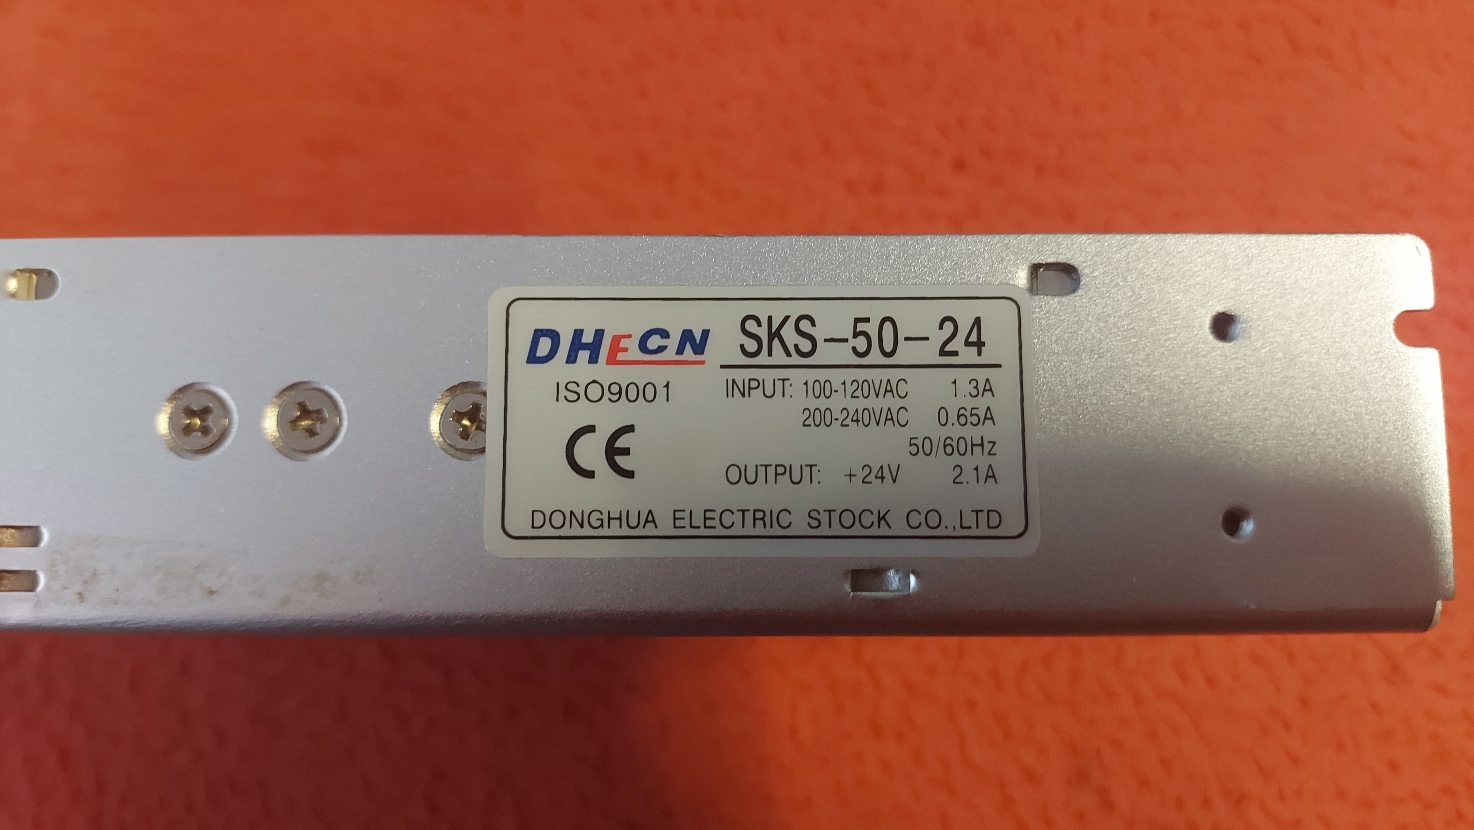 DHECN SKS-50-24
ISO9001
CE
INPUT: 100-120VAC 1.3A
200-240VAC 0.65A
50/60Hz
OUTPUT: +24V 2.1A
DONGHUA ELECTRIC STOCK CO.,LTD